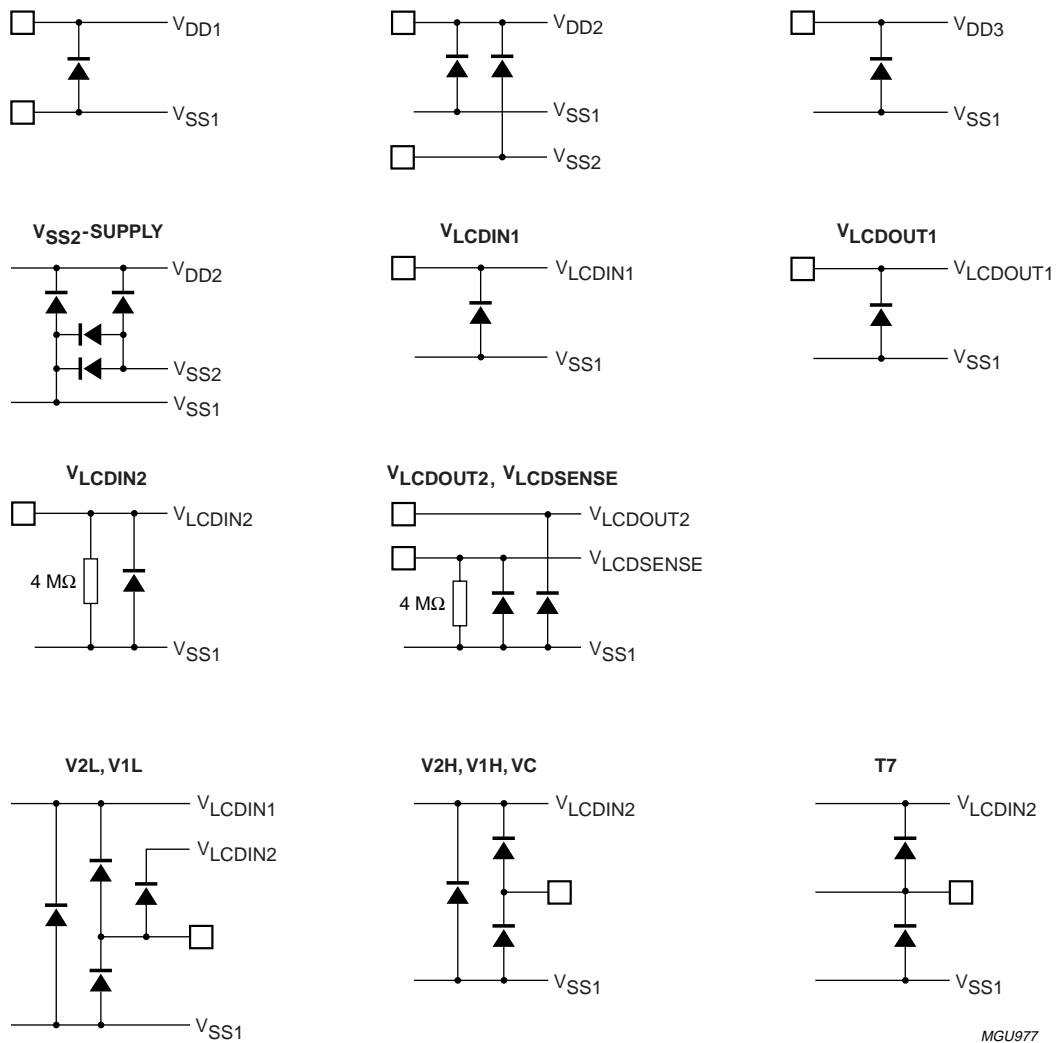 VDD1
VSS1
VDD2
VSS1
VSS2
VDD3
VSS1
VSS2-SUPPLY
VDD2
VSS2
VSS1
VLCDIN1
VLCDIN1
VSS1
VLCDOUT1
VLCDOUT1
VSS1
VLCDIN2
VLCDIN2
4 MΩ
VSS1
VLCDOUT2, VLCDSENSE
VLCDOUT2
VLCDSENSE
4 MΩ
VSS1
V2L, V1L
VLCDIN1
VLCDIN2
VSS1
V2H, V1H, VC
VLCDIN2
VSS1
T7
VLCDIN2
VSS1
MGU977